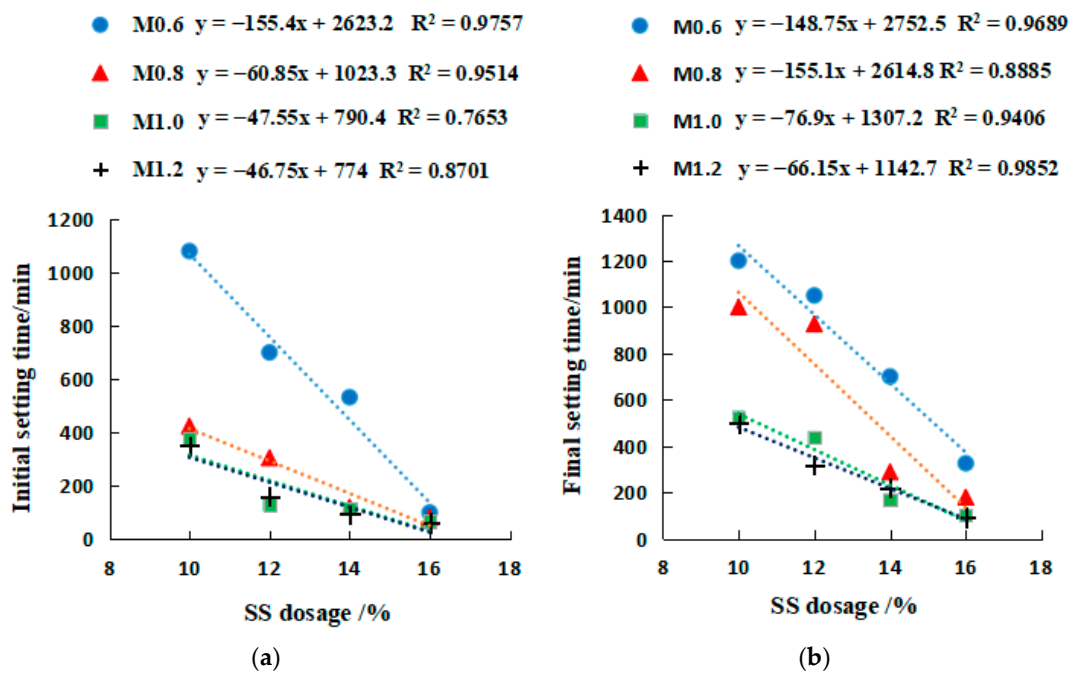 M0.6 y = −155.4x + 2623.2 R² = 0.9757
M0.8 y = −60.85x + 1023.3 R² = 0.9514
M1.0 y = −47.55x + 790.4 R² = 0.7653
M1.2 y = −46.75x + 774 R² = 0.8701
1200
1000
800
600
400
200
0
8 10 12 14 16 18
Initial setting time/min
SS dosage /%
(a)
M0.6 y = −148.75x + 2752.5 R² = 0.9689
M0.8 y = −155.1x + 2614.8 R² = 0.8885
M1.0 y = −76.9x + 1307.2 R² = 0.9406
M1.2 y = −66.15x + 1142.7 R² = 0.9852
1400
1200
1000
800
600
400
200
0
8 10 12 14 16 18
Final setting time/min
SS dosage /%
(b)